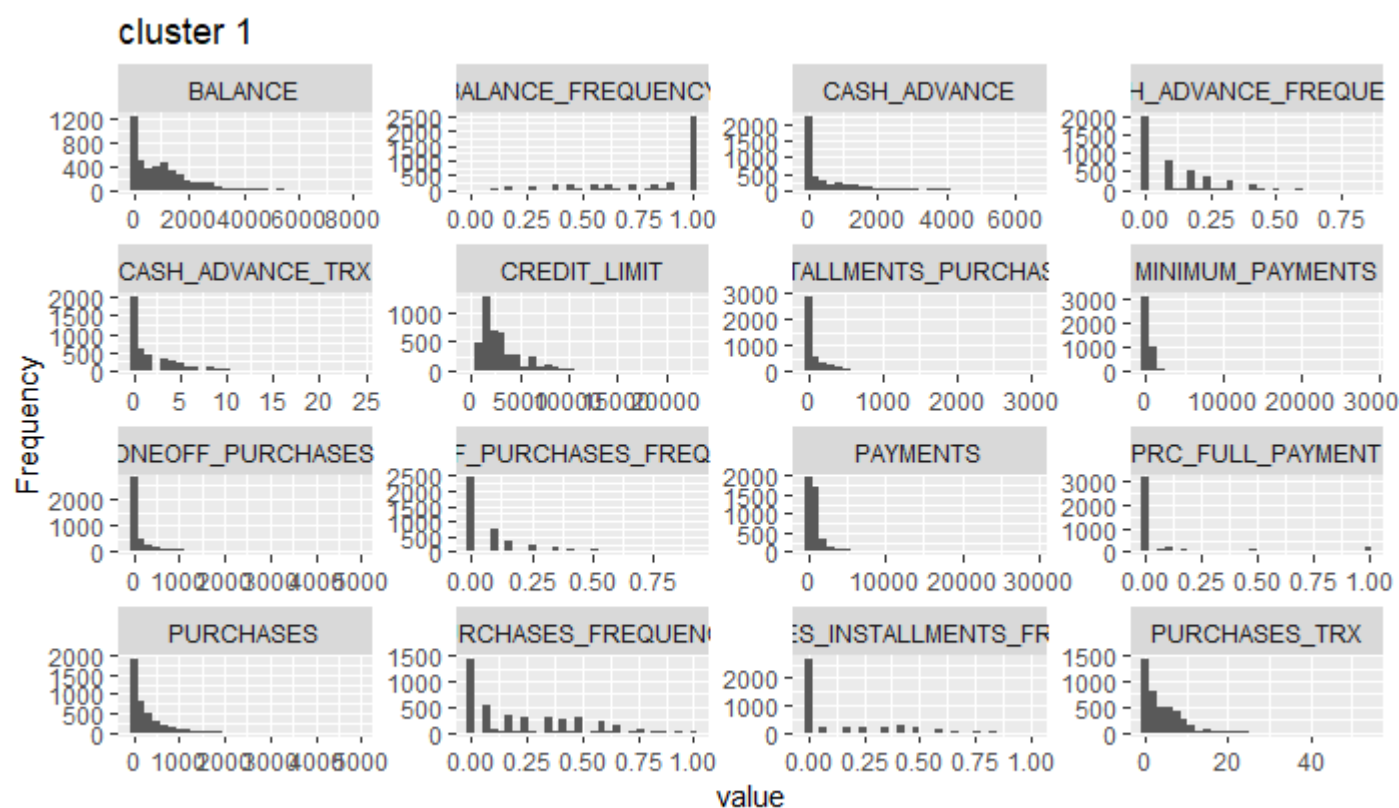 cluster 1
BALANCE
BALANCE_FREQUENCY
CASH_ADVANCE
H_ADVANCE_FREQUE
1200
800
400
0
0 2000 4000 6000 8000
2500
2000
1500
1000
500
0
0.00 0.25 0.50 0.75 1.00
2000
1500
1000
500
0
0 2000 4000 6000
2000
1500
1000
500
0
0.00 0.25 0.50 0.75
CASH_ADVANCE_TRX
CREDIT_LIMIT
TALLMENTS_PURCHAS
MINIMUM_PAYMENTS
2000
1500
1000
500
0
0 5 10 15 20 25
1000
500
0
0 5000 10000 15000 20000
3000
2000
1000
0
0 1000 2000 3000
3000
2000
1000
0
0 10000 20000 3000
Frequency
ONEOFF_PURCHASES
F_PURCHASES_FREQ
PAYMENTS
PRC_FULL_PAYMENT
2000
1000
0
0 1000 2000 3000 4000 5000
2500
2000
1500
1000
500
0
0.00 0.25 0.50 0.75
2000
1500
1000
500
0
0 10000 20000 30000
3000
2000
1000
0
0.00 0.25 0.50 0.75 1.00
PURCHASES
RCHASES_FREQUEN
ES_INSTALLMENTS_FR
PURCHASES_TRX
2000
1500
1000
500
0
0 1000 2000 3000 4000 5000
1500
1000
500
0
0.00 0.25 0.50 0.75 1.00
2000
1000
0
0.00 0.25 0.50 0.75 1.00
1500
1000
500
0
0 20 40
value